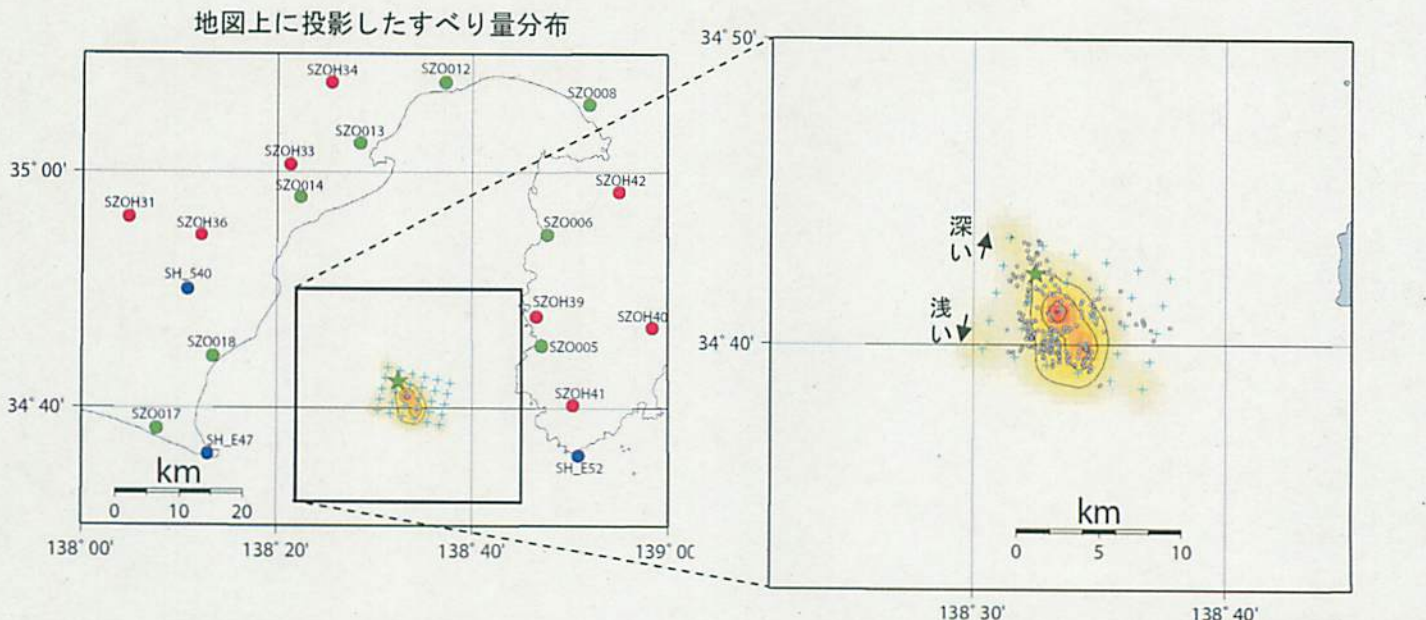 地図上に投影したすべり量分布
SZOH34
SZO012
SZO008
SZO013
SZOH33
35° 00'
SZO014
SZOH42
SZOH31
SZOH36
SZO006
SH_540
SZOH39
SZOH40
SZO018
SZO005
SZOH41
34° 40'
SZO017
SH_E47
SH_E52
km
0 10 20
138° 00' 138° 20' 138° 40' 139° 00
34° 50'
深い
浅い
34° 40'
km
0 5 10
138° 30' 138° 40'